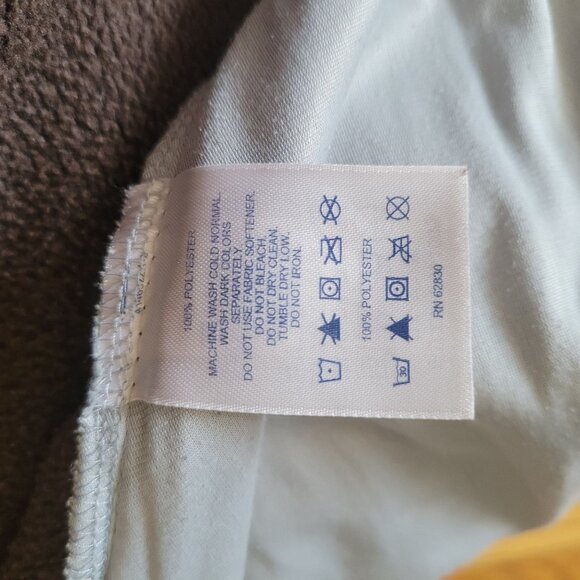 100% POLYESTER
MACHINE WASH COLD NORMAL.
WASH DARK COLORS
SEPARATELY.
DO NOT USE FABRIC SOFTENER.
DO NOT BLEACH.
DO NOT DRY CLEAN.
TUMBLE DRY LOW.
DO NOT IRON.
100% POLYESTER
30
RN 62830